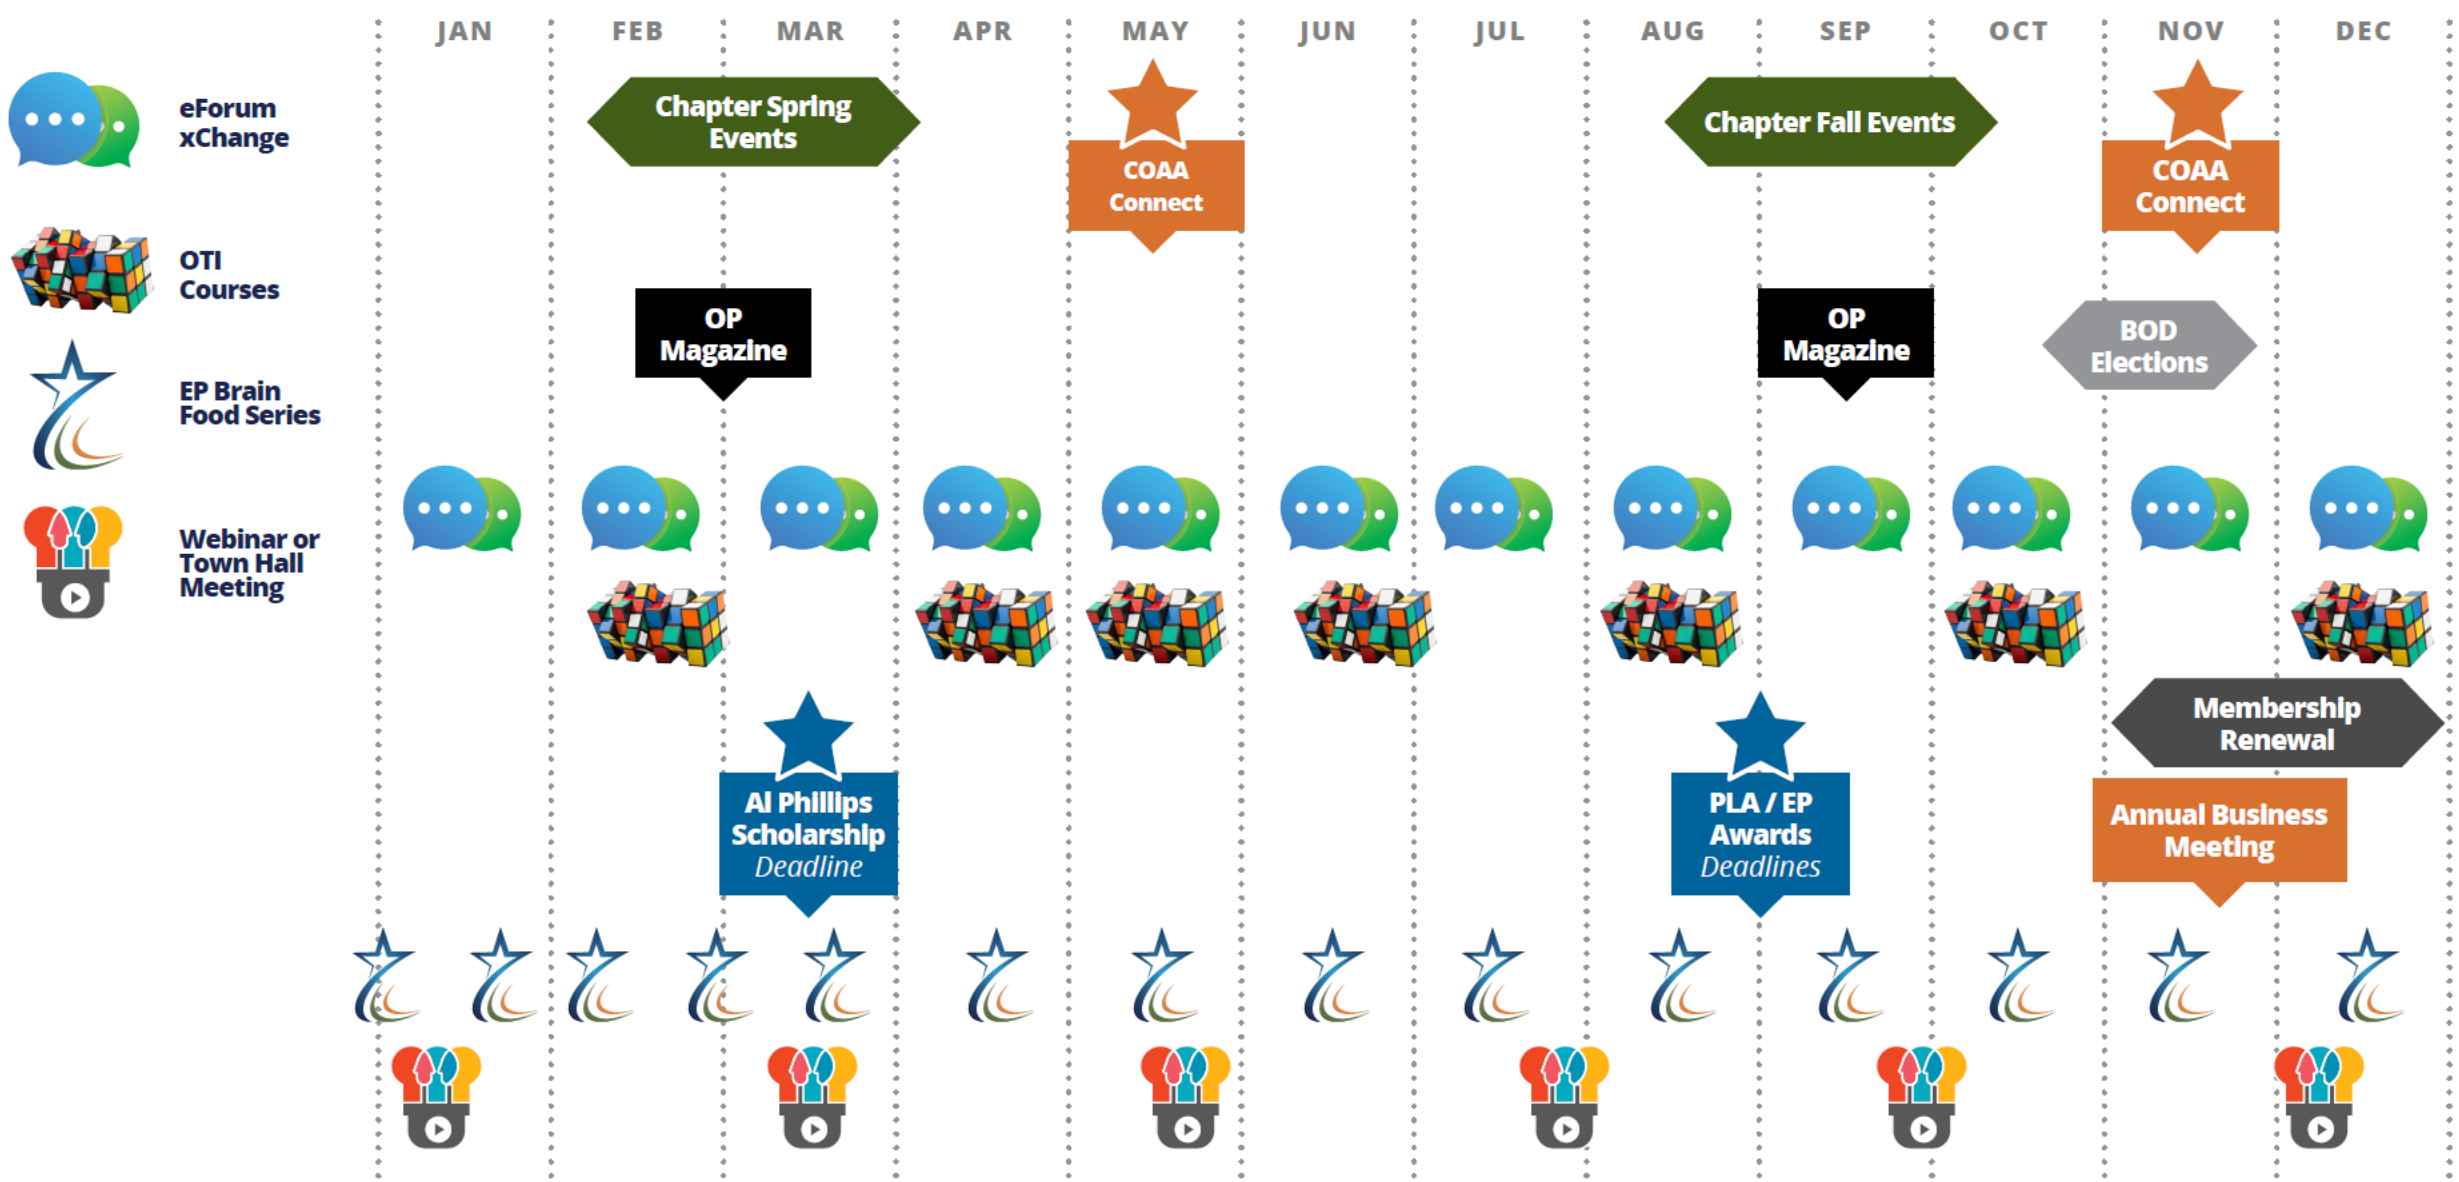 JAN FEB MAR APR MAY JUN JUL AUG SEP OCT NOV DEC
eForum
xChange
OTI
Courses
EP Brain
Food Series
Webinar or
Town Hall
Meeting
Chapter Spring
Events
COAA
Connect
Chapter Fall Events
COAA
Connect
OP
Magazine
OP
Magazine
BOD
Elections
Membership
Renewal
Al Phillips
Scholarship
Deadline
PLA / EP
Awards
Deadlines
Annual Business
Meeting